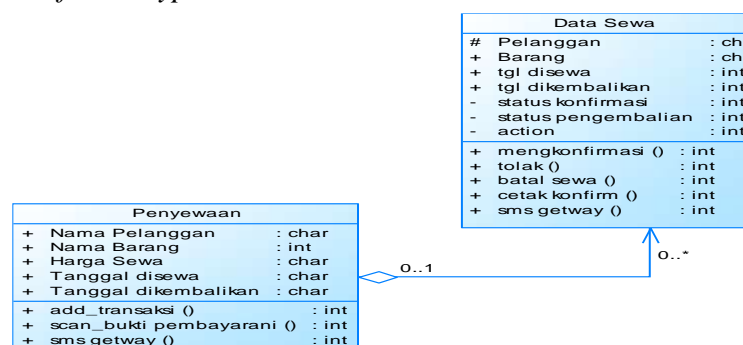 Data Sewa
# Pelanggan : ch
+ Barang : ch
+ tgl disewa : int
+ tgl dikembalikan : int
- status konfirmasi : int
- status pengembalian : int
- action : int
+ mengkonfirmasi () : int
+ tolak () : int
+ batal sewa () : int
+ cetak konfirm () : int
+ sms getway () : int
Penyewaan
+ Nama Pelanggan : char
+ Nama Barang : int
+ Harga Sewa : char
+ Tanggal disewa : char
+ Tanggal dikembalikan : char
+ add_transaksi () : int
+ scan_bukti pembayarani () : int
+ sms getway () : int
0..1
0..*